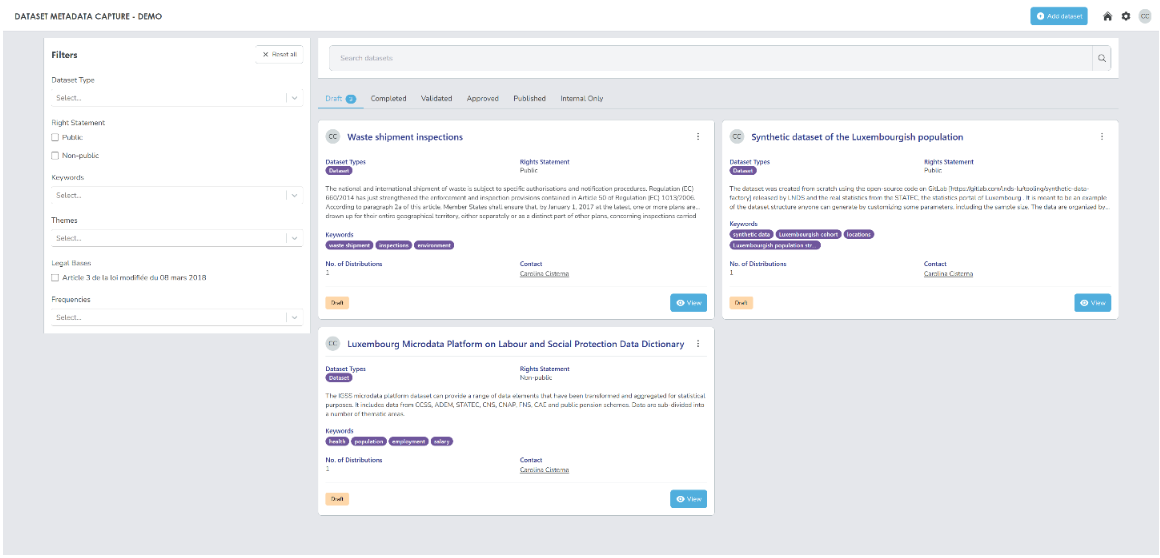 DATASET METADATA CAPTURE - DEMO
Add dataset
CC
Filters
Reset all
Dataset Type
Select...
Right Statement
Public
Non-public
Keywords
Select...
Themes
Select...
Legal Bases
Article 3 de la loi modifiée du 08 mars 2018
Frequencies
Select...
Search datasets
Draft 3
Completed
Validated
Approved
Published
Internal Only
CC Waste shipment inspections
Dataset Types
Rights Statement
Dataset
Public
The national and international shipment of waste is subject to specific authorisations and notification procedures. Regulation (EC)
660/2014 has just strengthened the enforcement and inspection provisions contained in Article 50 of Regulation (EC) 1013/2006.
According to paragraph 2a of this article, Member States shall ensure that, by January 1, 2017 at the latest, one or more plans are...
drawn up for their entire geographical territory, either separately or as a distinct part of other plans, concerning inspections carried
Keywords
waste shipment inspections environment
No. of Distributions
Contact
1
Carolina Cisterna
Draft
View
CC Synthetic dataset of the Luxembourgish population
Dataset Types
Rights Statement
Dataset
Public
The dataset was created from scratch using the open-source code on GitLab [https://gitlab.com/lnds-lu/tooling/synthetic-data-
factory] released by LNDS and the real statistics from the STATEC, the statistics portal of Luxembourg . It is meant to be an example
of the dataset structure anyone can generate by customizing some parameters, including the sample size. The data are organized by...
Keywords
synthetic data Luxembourgish cohort locations
Luxembourgish population str...
No. of Distributions
Contact
1
Carolina Cisterna
Draft
View
CC Luxembourg Microdata Platform on Labour and Social Protection Data Dictionary
Dataset Types
Rights Statement
Dataset
Non-public
The IGSS microdata platform dataset can provide a range of data elements that have been transformed and aggregated for statistical
purposes. It includes data from CCSS, ADEM, STATEC, CNS, CNAP, FNS, CAE and public pension schemes. Data are sub-divided into
a number of thematic areas.
Keywords
health population employment salary
No. of Distributions
Contact
1
Carolina Cisterna
Draft
View